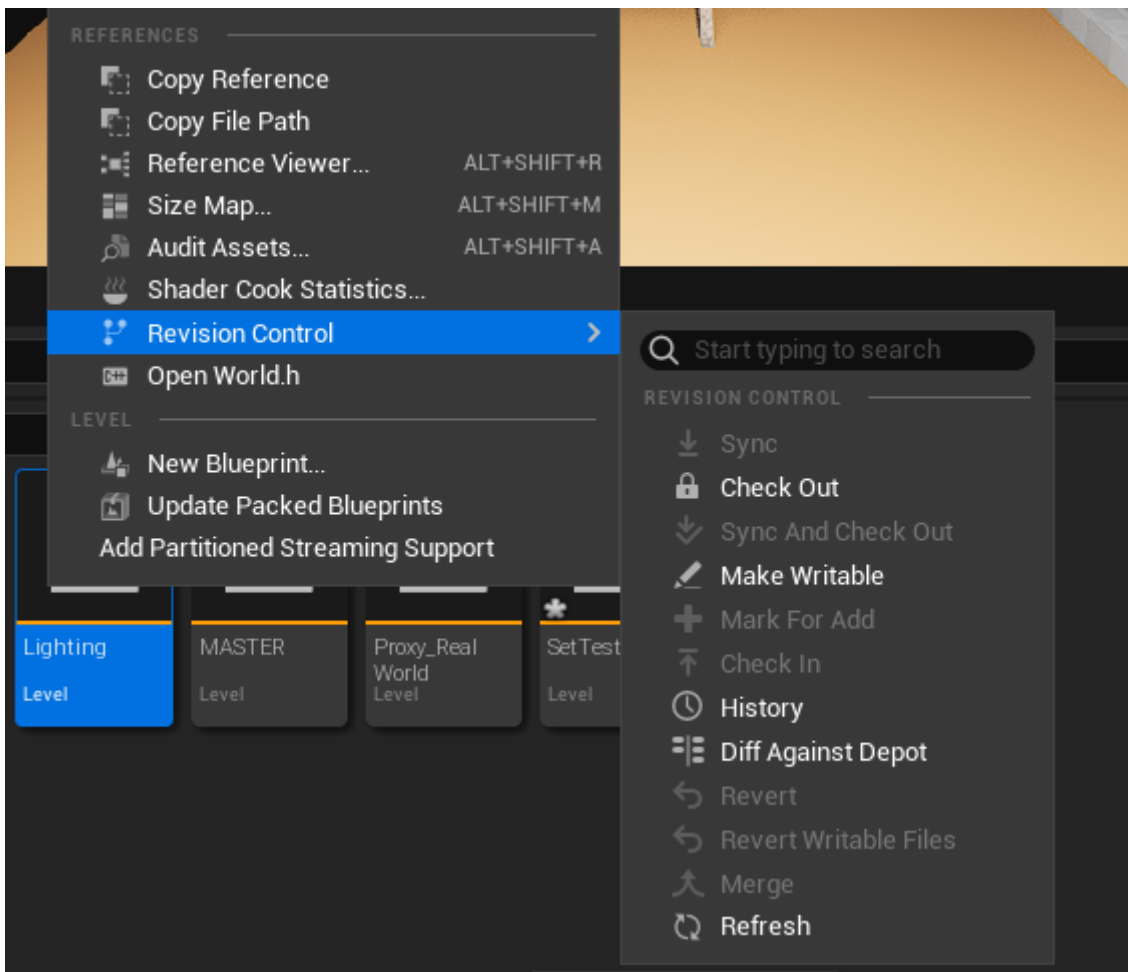 REFERENCES
Copy Reference
Copy File Path
Reference Viewer... ALT+SHIFT+R
Size Map... ALT+SHIFT+M
Audit Assets... ALT+SHIFT+A
Shader Cook Statistics...
Revision Control
Open World.h
LEVEL
New Blueprint...
Update Packed Blueprints
Add Partitioned Streaming Support
Start typing to search
REVISION CONTROL
Sync
Check Out
Sync And Check Out
Make Writable
Mark For Add
Check In
History
Diff Against Depot
Revert
Revert Writable Files
Merge
Refresh
Lighting
Level
MASTER
Level
Proxy_Real
World
Level
SetTest
Level